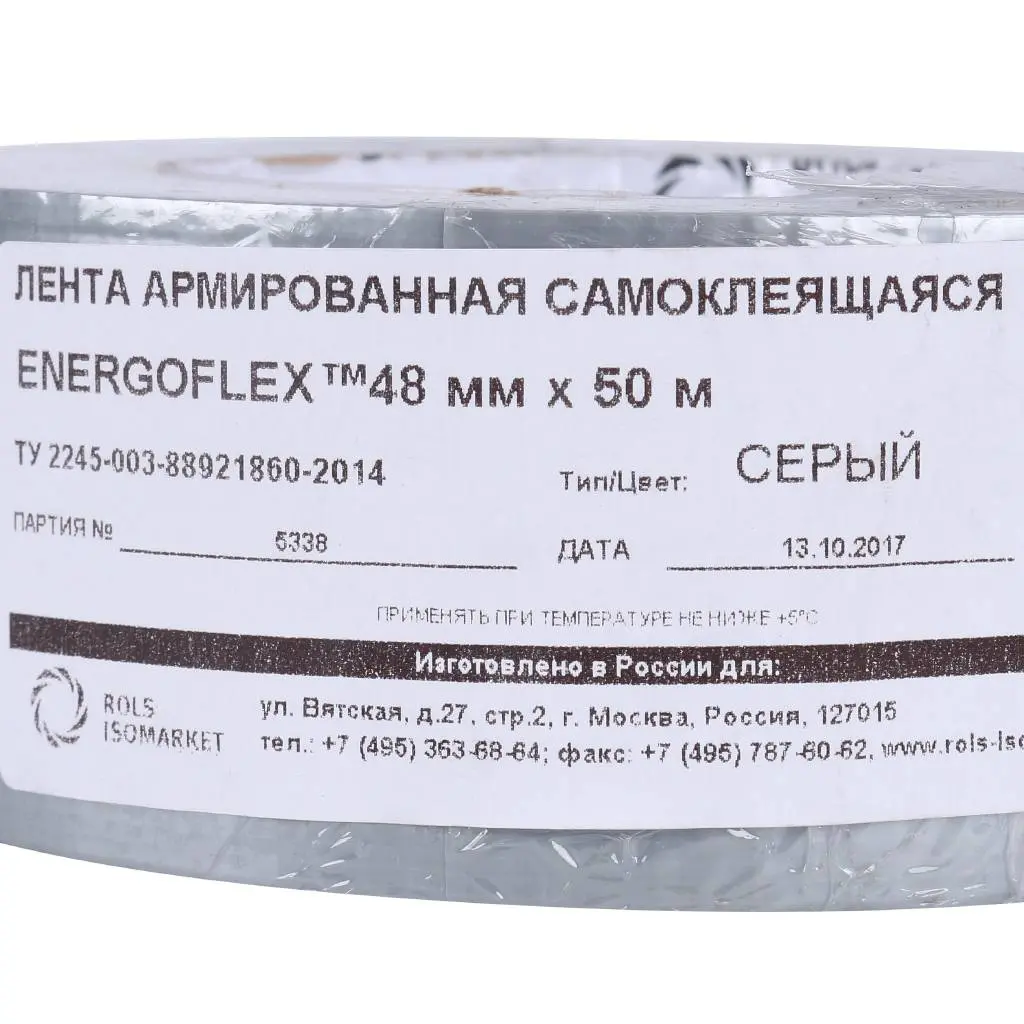 ЛЕНТА АРМИРОВАННАЯ САМОКЛЕЯЩАЯСЯ
ENERGOFLEX™48 мм x 50 м
ТУ 2245-003-88921860-2014
Тип/Цвет: СЕРЫЙ
ПАРТИЯ № 5338
ДАТА 13.10.2017
ПРИМЕНЯТЬ ПРИ ТЕМПЕРАТУРЕ НЕ НИЖЕ +5°C
Изготовлено в России для:
ROLS
ISOMARKET
ул. Вятская, д.27, стр.2, г. Москва, Россия, 127015
тел.: +7 (495) 363-68-64; факс: +7 (495) 787-60-62, www.rols-iso